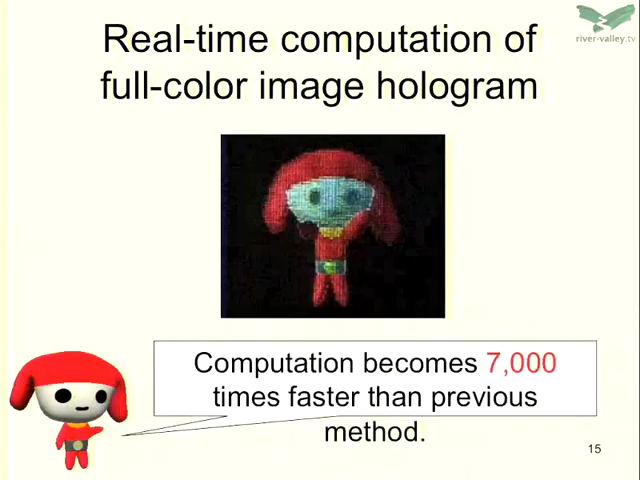 Real-time computation of
full-color image hologram
river-valley.tv
Computation becomes 7,000
times faster than previous
method.
15